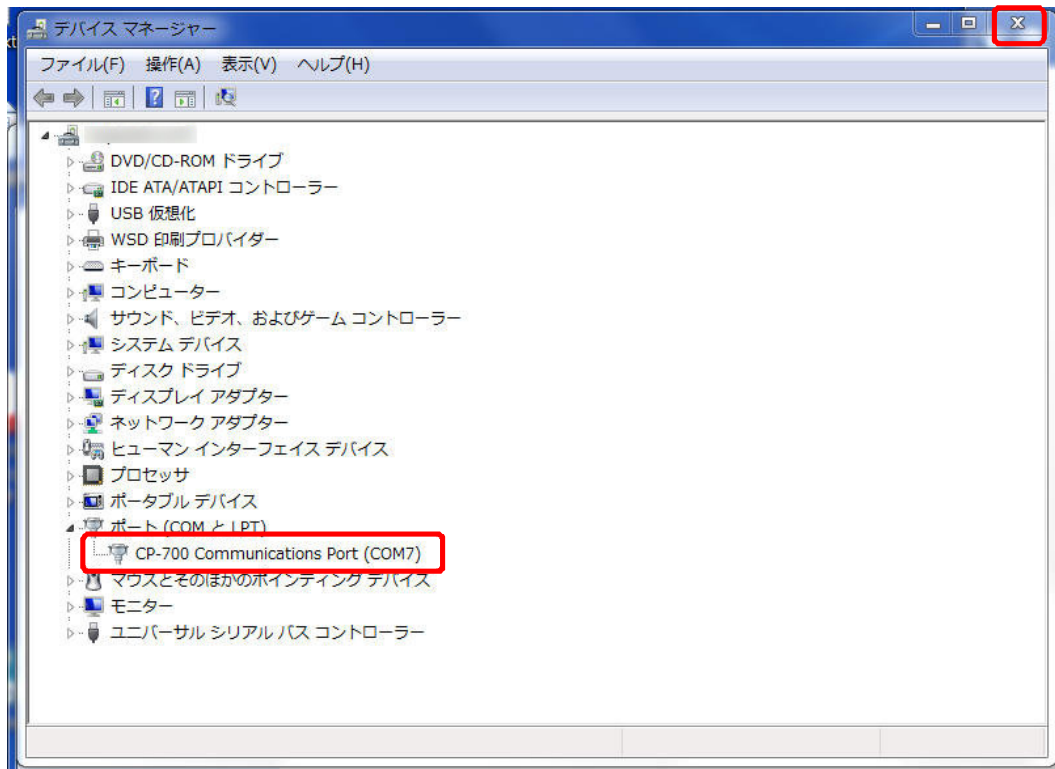 デバイス マネージャー
ファイル(F) 操作(A) 表示(V) ヘルプ(H)
DVD/CD-ROM ドライブ
IDE ATA/ATAPI コントローラー
USB 仮想化
WSD 印刷プロバイダー
キーボード
コンピューター
サウンド、ビデオ、およびゲーム コントローラー
システム デバイス
ディスク ドライブ
ディスプレイ アダプター
ネットワーク アダプター
ヒューマン インターフェイス デバイス
プロセッサ
ポータブル デバイス
ポート (COM と LPT)
CP-700 Communications Port (COM7)
マウスとそのほかのポインティング デバイス
モニター
ユニバーサル シリアル バス コントローラー